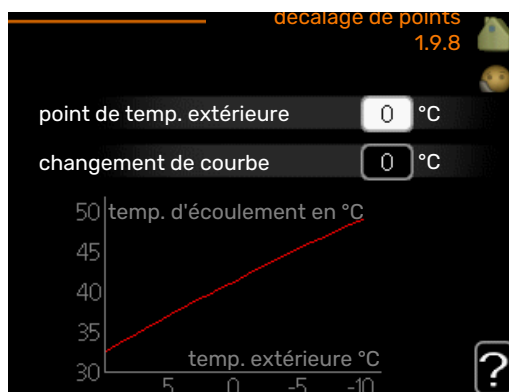 décalage de points
1.9.8
point de temp. extérieure 0 °C
changement de courbe 0 °C
50 temp. d'écoulement en °C
45
40
35
30
temp. extérieure °C
5 0 -5 -10
?